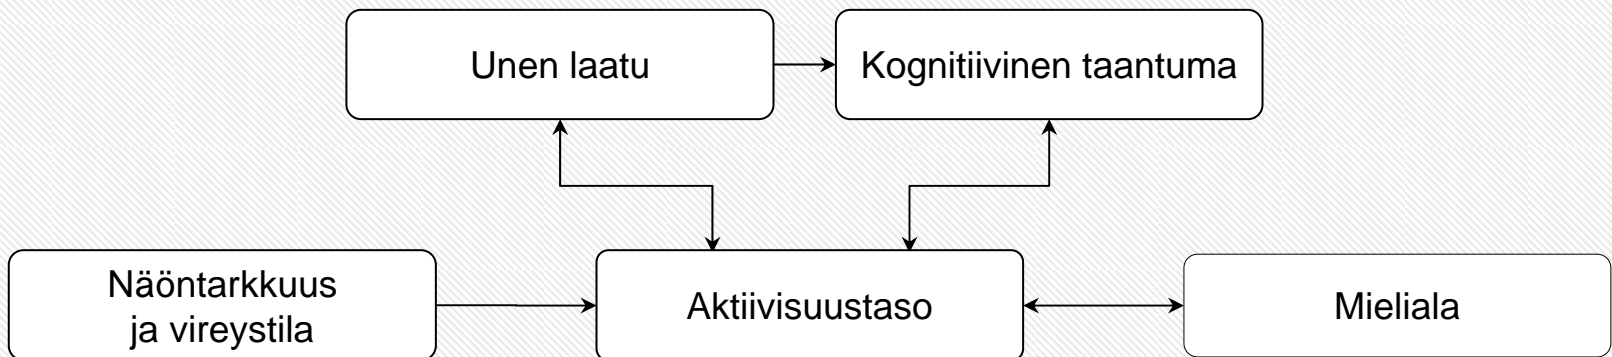 Unen laatu
Kognitiivinen taantuma
Näöntarkkuus
ja vireystila
Aktiivisuustaso
Mieliala